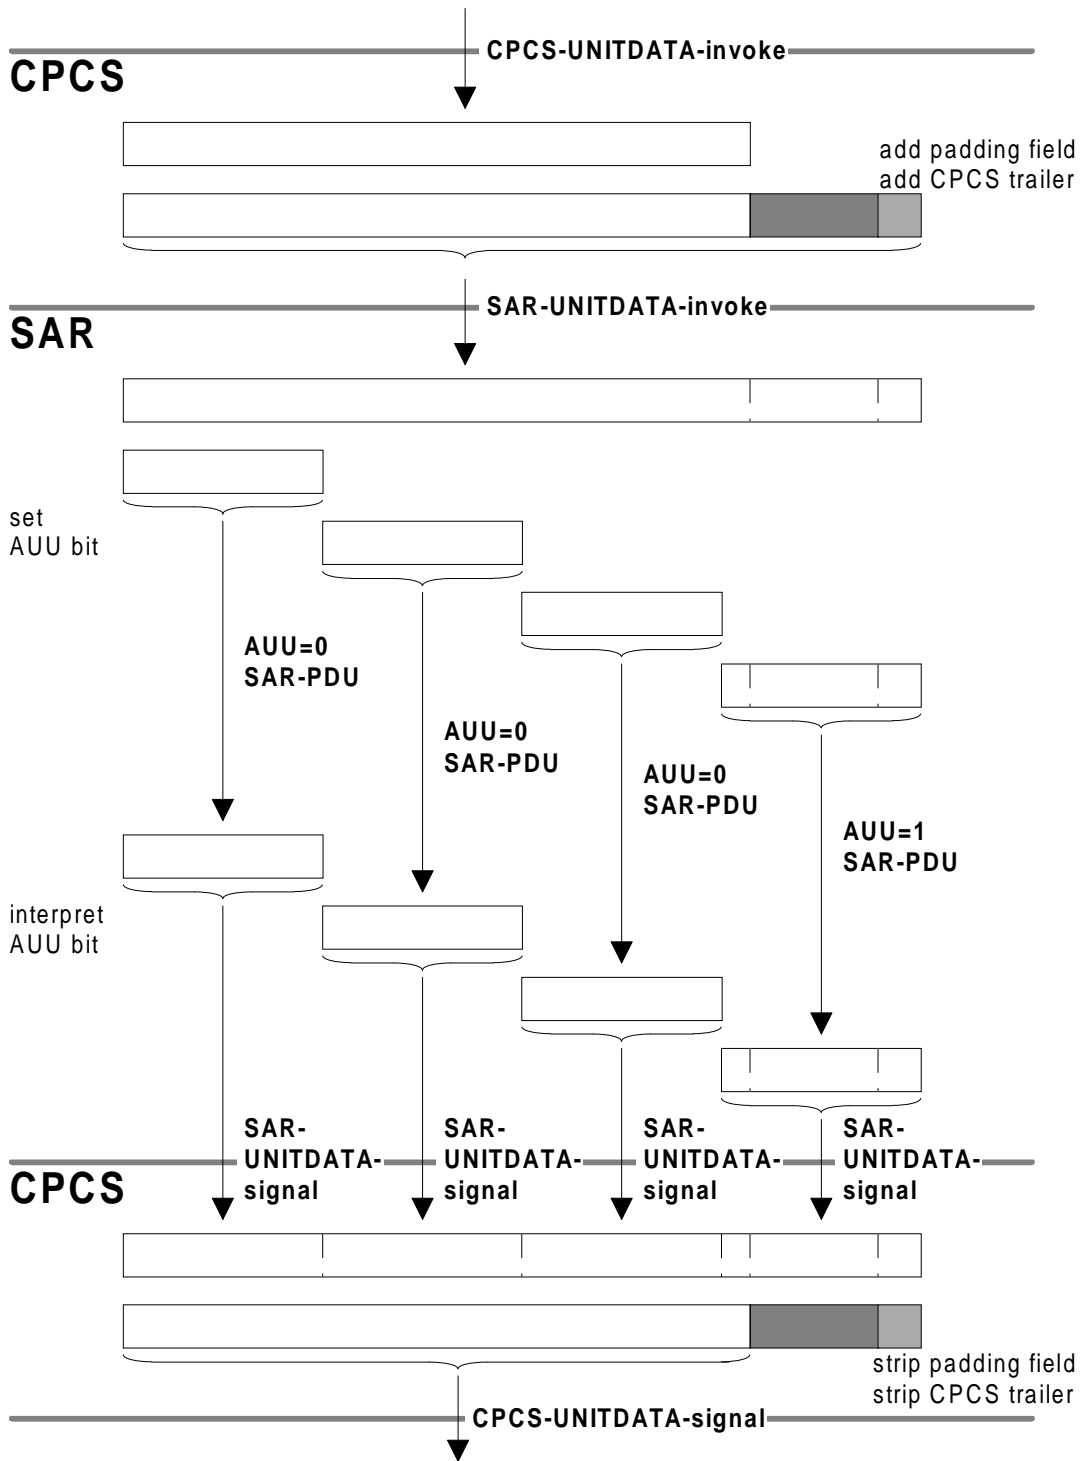 CPCS-UNITDATA-invoke
CPCS
add padding field
add CPCS trailer
SAR-UNITDATA-invoke
SAR
set
AUU bit
AUU=0
SAR-PDU
AUU=0
SAR-PDU
AUU=0
SAR-PDU
AUU=1
SAR-PDU
interpret
AUU bit
SAR-
UNITDATA-
signal
SAR-
UNITDATA-
signal
SAR-
UNITDATA-
signal
SAR-
UNITDATA-
signal
CPCS
strip padding field
strip CPCS trailer
CPCS-UNITDATA-signal